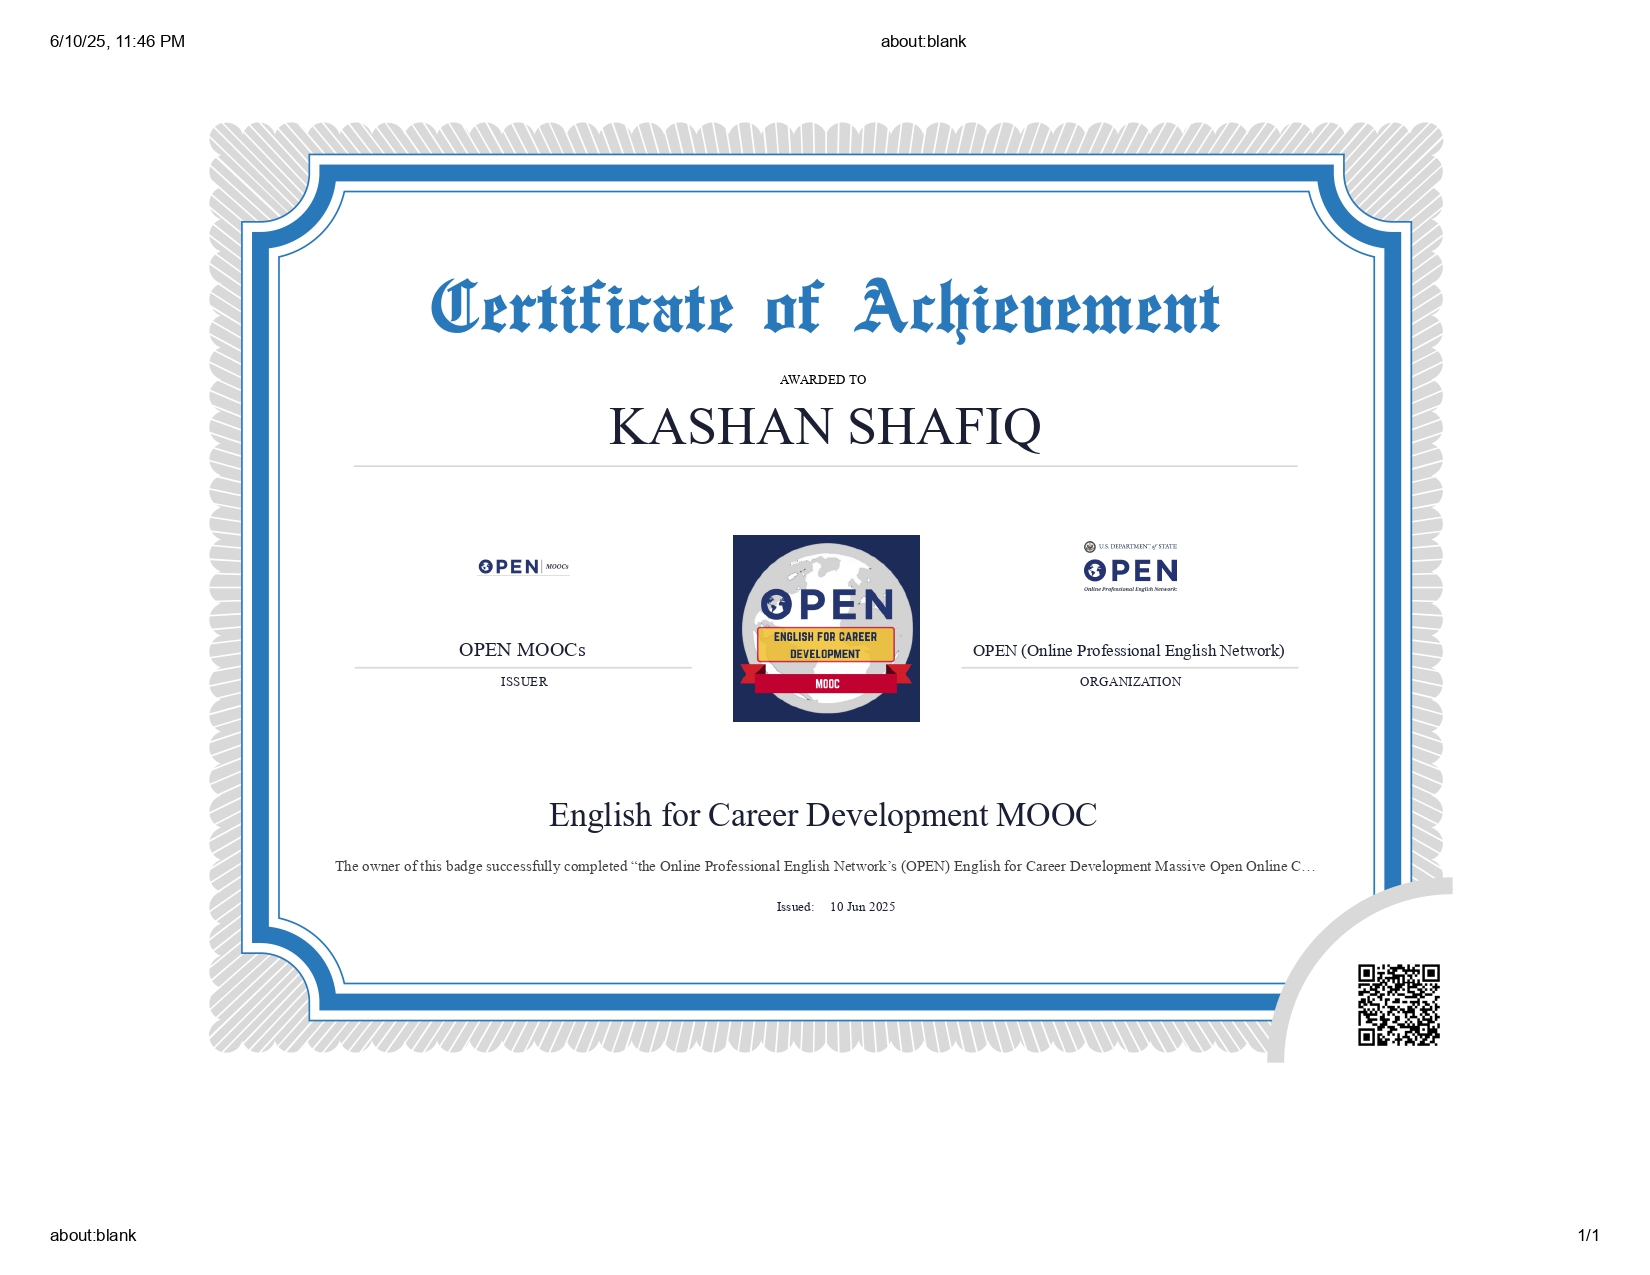 6/10/25, 11:46 PM about:blank
Certificate of Achievement
AWARDED TO
KASHAN SHAFIQ
OPEN MOOCs
U.S. DEPARTMENT of STATE
OPEN
Online Professional English Network
OPEN
ENGLISH FOR CAREER
DEVELOPMENT
MOOC
OPEN MOOCs
ISSUER
OPEN (Online Professional English Network)
ORGANIZATION
English for Career Development MOOC
The owner of this badge successfully completed “the Online Professional English Network’s (OPEN) English for Career Development Massive Open Online C…
Issued: 10 Jun 2025
about:blank 1/1